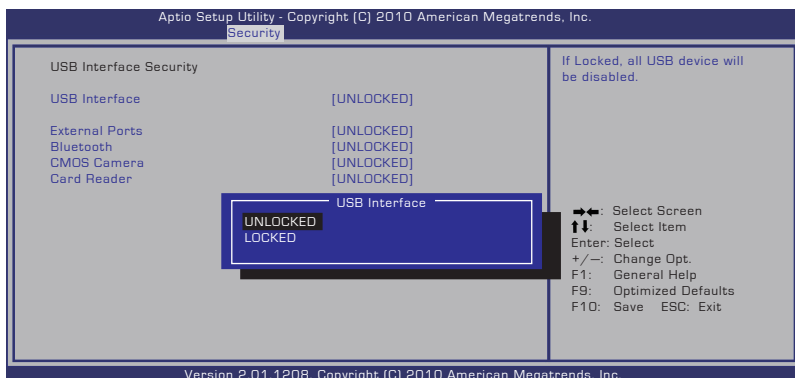 Aptio Setup Utility - Copyright (C) 2010 American Megatrends, Inc.
Security
USB Interface Security
USB Interface [UNLOCKED]
External Ports [UNLOCKED]
Bluetooth [UNLOCKED]
CMOS Camera [UNLOCKED]
Card Reader [UNLOCKED]
USB Interface
UNLOCKED
LOCKED
If Locked, all USB device will
be disabled.
→←: Select Screen
↑↓: Select Item
Enter: Select
+/—: Change Opt.
F1: General Help
F9: Optimized Defaults
F10: Save ESC: Exit
Version 2.01.1208. Copyright (C) 2010 American Megatrends, Inc.